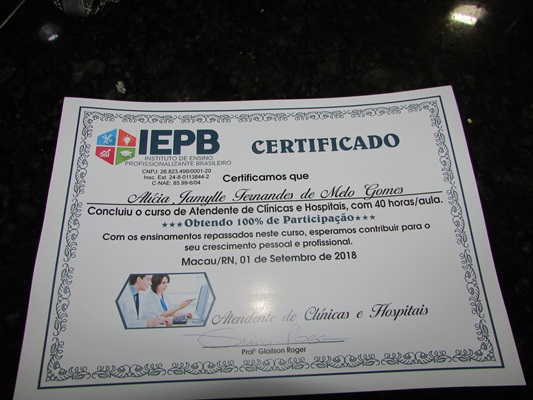 IEPB
INSTITUTO DE ENSINO
PROFISSIONALIZANTE BRASILEIRO
CNPJ: 26.823.499/0001-20
Insc. Est. 24-8-0113844-2
C-NAE: 85.99-6/04
CERTIFICADO
Certificamos que
Alícia Jamylle Fernandes de Melo Gomes
Concluiu o curso de Atendente de Clínicas e Hospitais, com 40 horas/aula.
★★★Obtendo 100% de Participação★★★
Com os ensinamentos repassados neste curso, esperamos contribuir para o
seu crescimento pessoal e profissional.
Macau/RN, 01 de Setembro de 2018
Atendente de Clínicas e Hospitais
Profº Glailson Roger